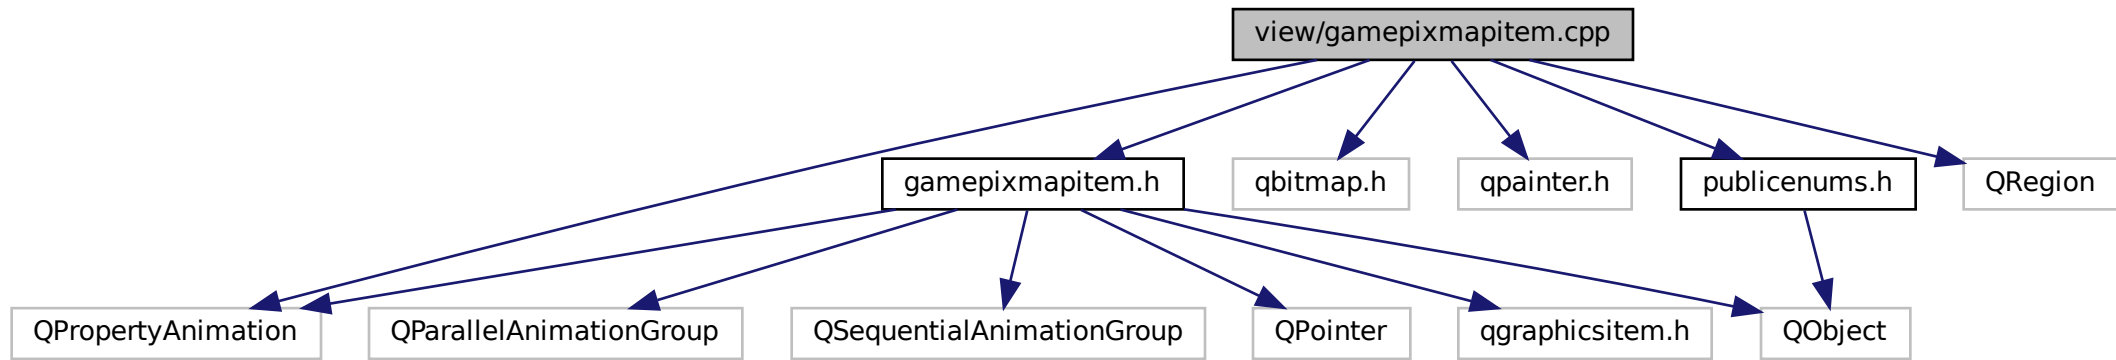 view/gamepixmapitem.cpp
gamepixmapitem.h
qbitmap.h
qpainter.h
publicenums.h
QRegion
QPropertyAnimation
QParallelAnimationGroup
QSequentialAnimationGroup
QPointer
qgraphicsitem.h
QObject